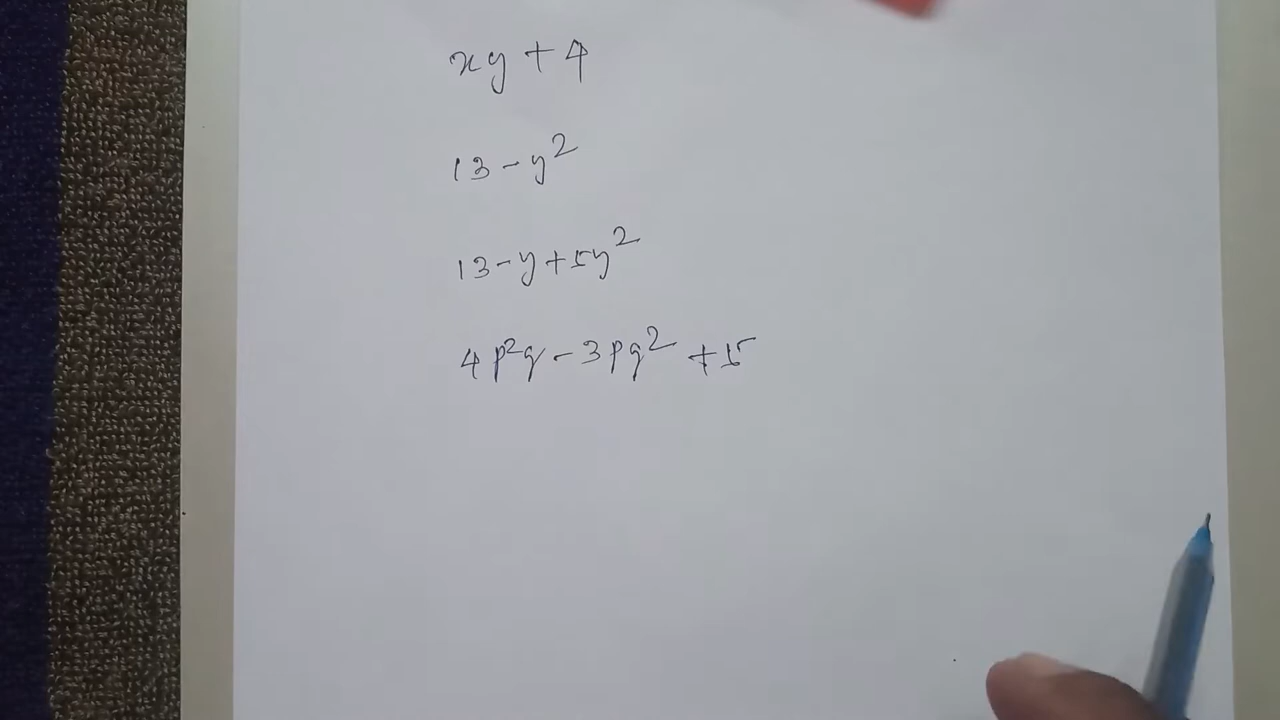 xy + 4
13 - y²
13 - y + 5y²
4p²q - 3pq² + 5